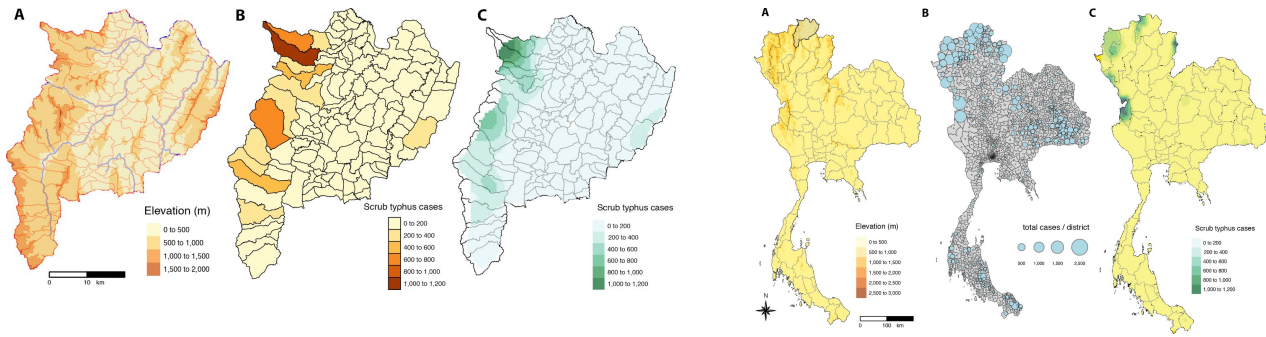 A
Elevation (m)
0 to 500
500 to 1,000
1,000 to 1,500
1,500 to 2,000
0 10 km
B
Scrub typhus cases
0 to 200
200 to 400
400 to 600
600 to 800
800 to 1,000
1,000 to 1,200
C
Scrub typhus cases
0 to 200
200 to 400
400 to 600
600 to 800
800 to 1,000
1,000 to 1,200
A
Elevation (m)
0 to 500
500 to 1,000
1,000 to 1,500
1,500 to 2,000
2,000 to 2,500
2,500 to 3,000
N
0 100 km
B
total cases / district
500 1,000 1,500 2,500
C
Scrub typhus cases
0 to 200
200 to 400
400 to 600
600 to 800
800 to 1,000
1,000 to 1,200